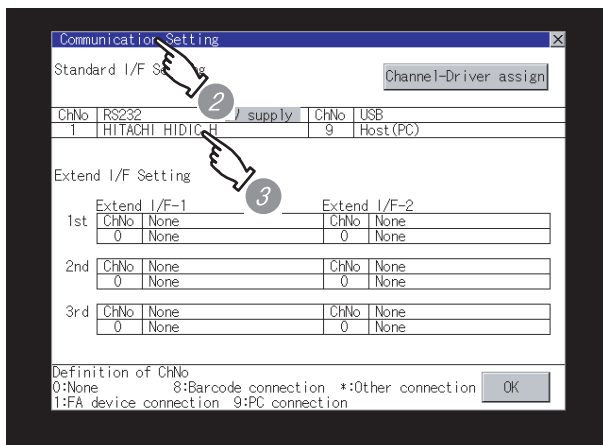 Communication Setting
Standard I/F Setting
Channel-Driver assign
ChNo RS232 supply ChNo USB
1 HITACHI HIDIC H 9 Host(PC)
2
3
Extend I/F Setting
Extend I/F-1 Extend I/F-2
1st ChNo None ChNo None
0 None 0 None
2nd ChNo None ChNo None
0 None 0 None
3rd ChNo None ChNo None
0 None 0 None
Definition of ChNo
0:None 8:Barcode connection *:Other connection
1:FA device connection 9:PC connection
OK